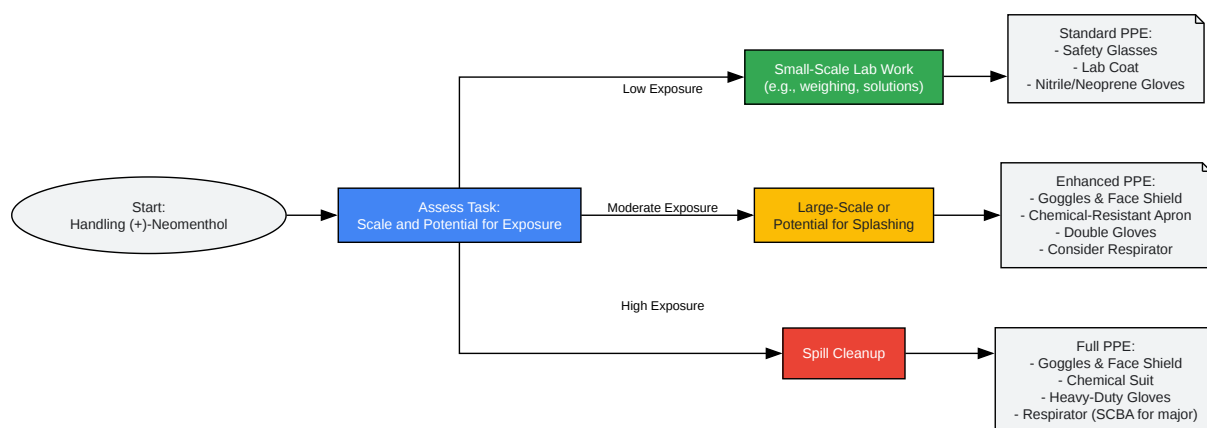 Start:
Handling (+)-Neomenthol
Assess Task:
Scale and Potential for Exposure
Low Exposure
Small-Scale Lab Work
(e.g., weighing, solutions)
Standard PPE:
- Safety Glasses
- Lab Coat
- Nitrile/Neoprene Gloves
Moderate Exposure
Large-Scale or
Potential for Splashing
Enhanced PPE:
- Goggles & Face Shield
- Chemical-Resistant Apron
- Double Gloves
- Consider Respirator
High Exposure
Spill Cleanup
Full PPE:
- Goggles & Face Shield
- Chemical Suit
- Heavy-Duty Gloves
- Respirator (SCBA for major)